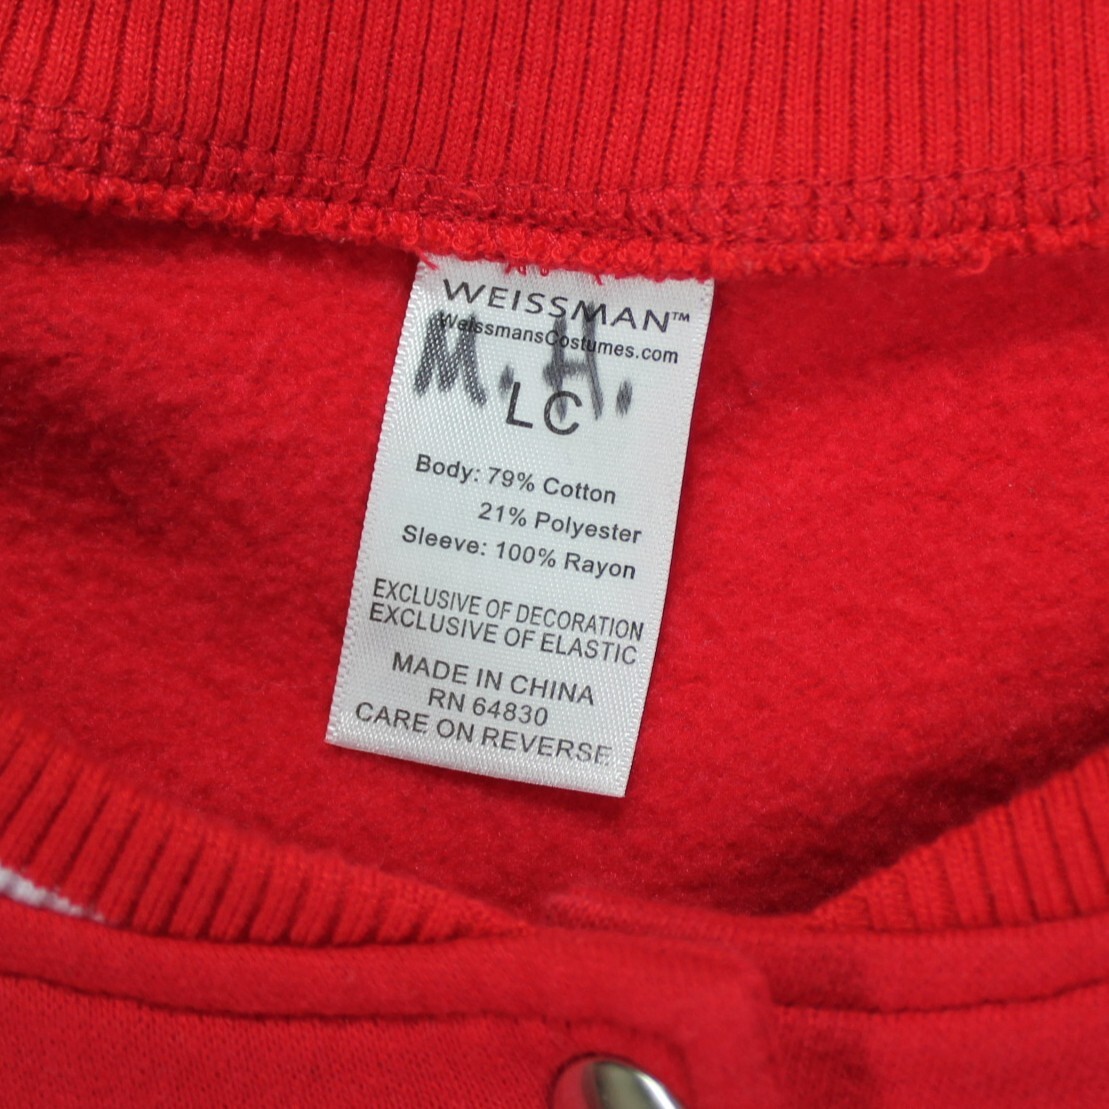 WEISSMAN™
WeissmansCostumes.com
M. H.
LC
Body: 79% Cotton
21% Polyester
Sleeve: 100% Rayon
EXCLUSIVE OF DECORATION
EXCLUSIVE OF ELASTIC
MADE IN CHINA
RN 64830
CARE ON REVERSE